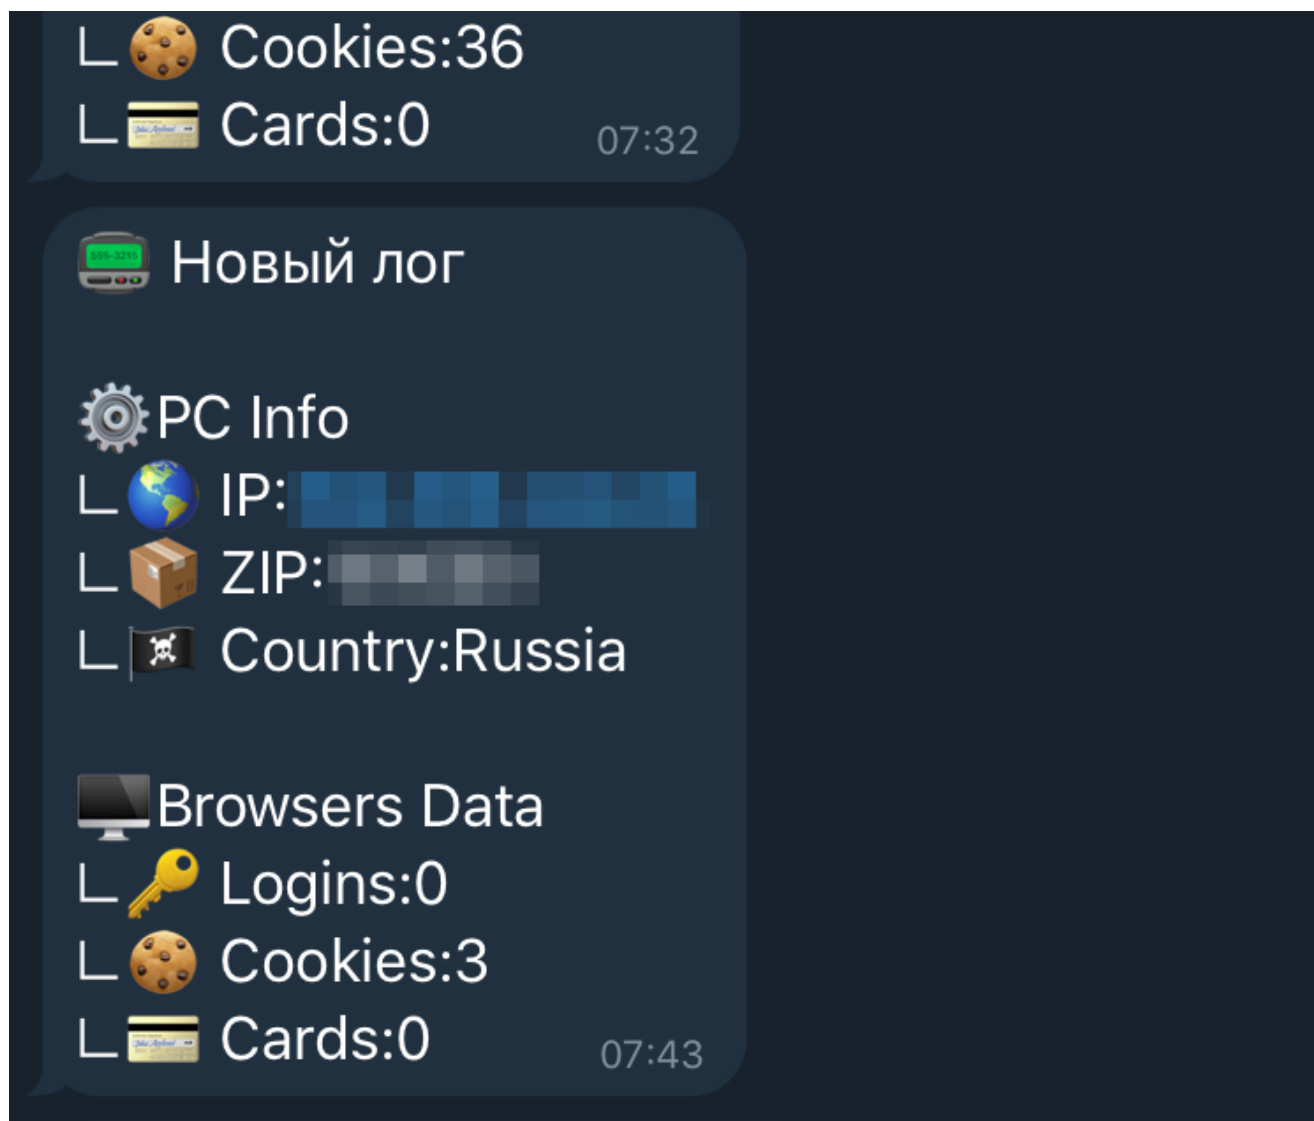 Cookies:36
Cards:0
07:32
Новый лог
PC Info
IP:
ZIP:
Country:Russia
Browsers Data
Logins:0
Cookies:3
Cards:0
07:43